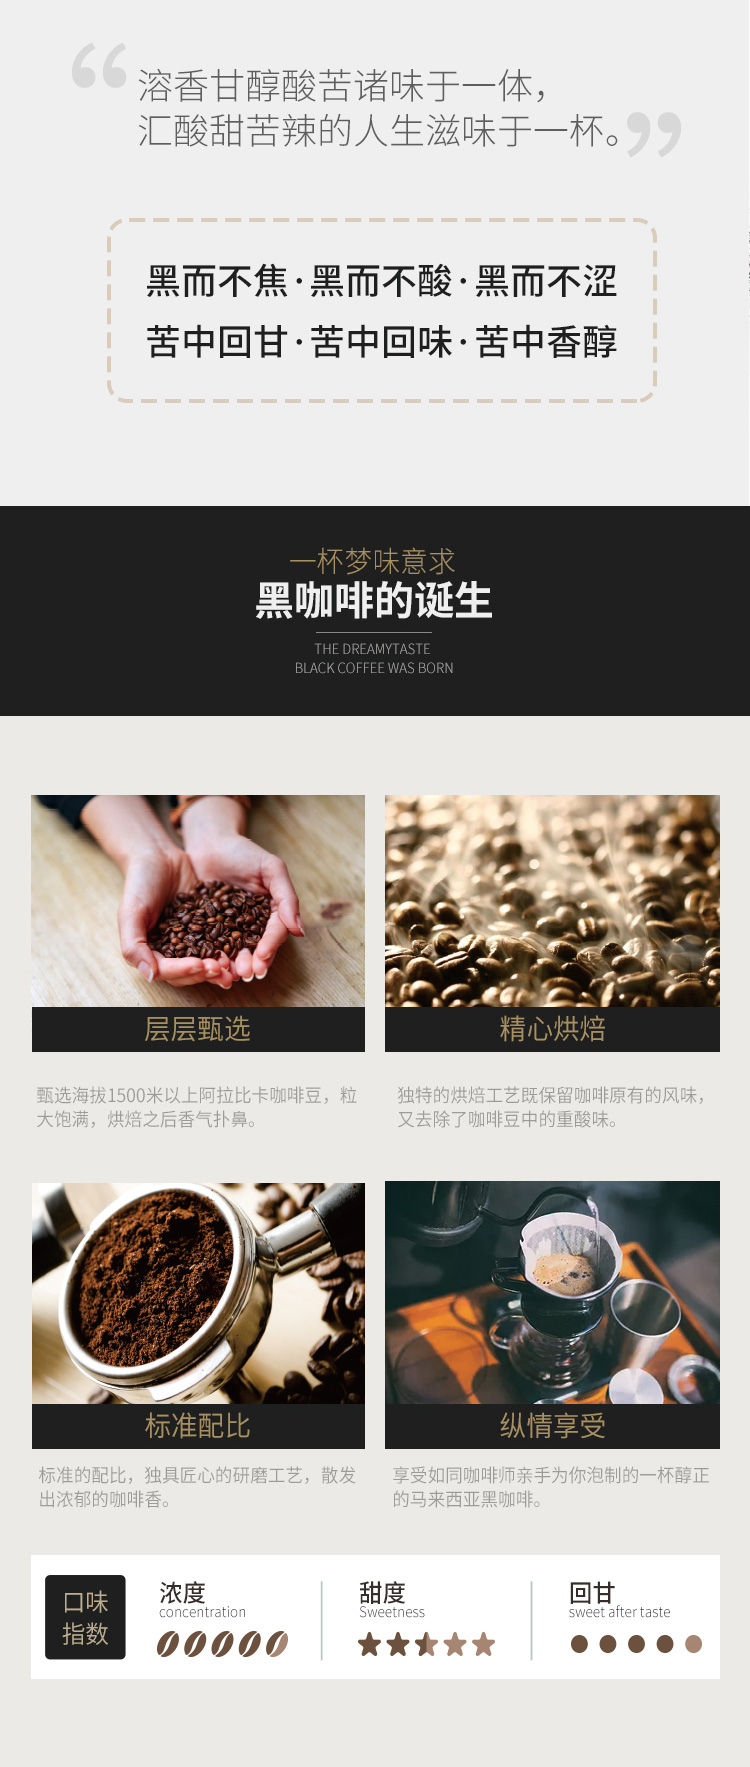 “溶香甘醇酸苦诸味于一体，
汇酸甜苦辣的人生滋味于一杯。”
黑而不焦·黑而不酸·黑而不涩
苦中回甘·苦中回味·苦中香醇
一杯梦味意求
黑咖啡的诞生
THE DREAMYTASTE
BLACK COFFEE WAS BORN
层层甄选
甄选海拔1500米以上阿拉比卡咖啡豆，粒
大饱满，烘焙之后香气扑鼻。
精心烘焙
独特的烘焙工艺既保留咖啡原有的风味，
又去除了咖啡豆中的重酸味。
标准配比
标准的配比，独具匠心的研磨工艺，散发
出浓郁的咖啡香。
纵情享受
享受如同咖啡师亲手为你泡制的一杯醇正
的马来西亚黑咖啡。
口味
指数
浓度
concentration
甜度
Sweetness
回甘
sweet after taste